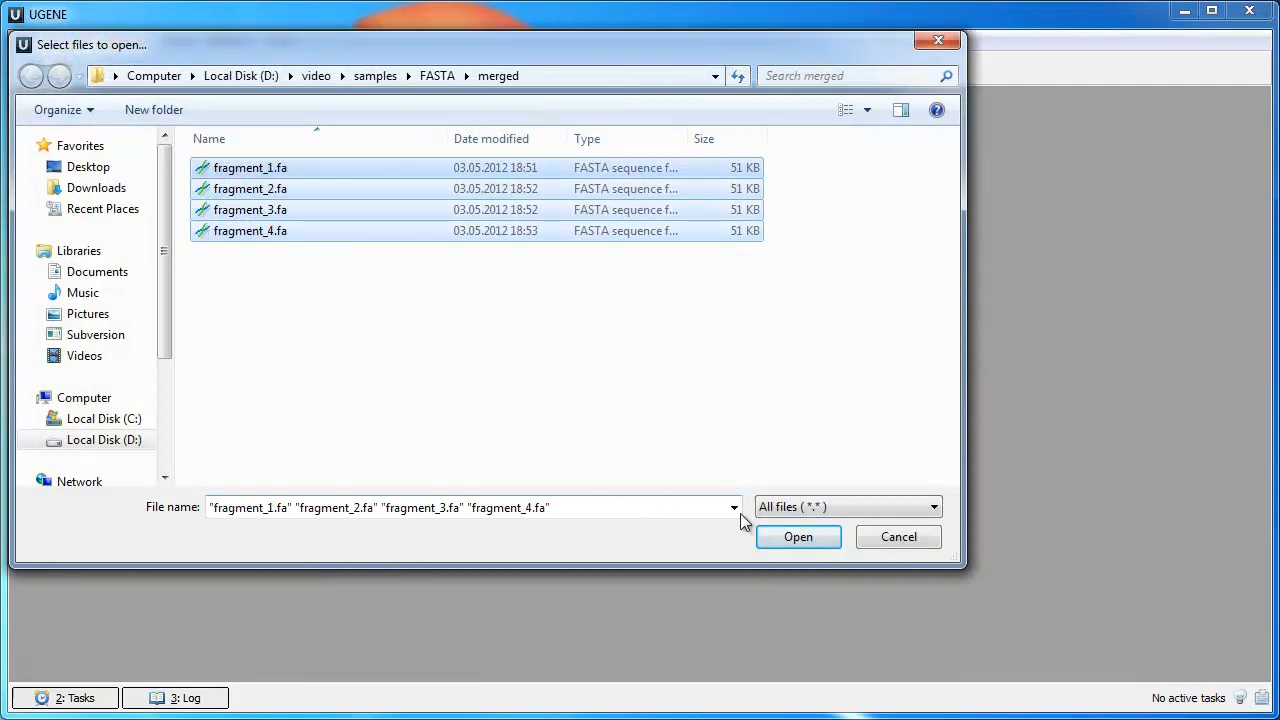 UGENE
Select files to open...
Computer Local Disk (D:) video samples FASTA merged
Search merged
Organize New folder
Name Date modified Type Size
Favorites
Desktop
Downloads
Recent Places
Libraries
Documents
Music
Pictures
Subversion
Videos
Computer
Local Disk (C:)
Local Disk (D:)
Network
fragment_1.fa 03.05.2012 18:51 FASTA sequence f... 51 KB
fragment_2.fa 03.05.2012 18:52 FASTA sequence f... 51 KB
fragment_3.fa 03.05.2012 18:52 FASTA sequence f... 51 KB
fragment_4.fa 03.05.2012 18:53 FASTA sequence f... 51 KB
File name: "fragment_1.fa" "fragment_2.fa" "fragment_3.fa" "fragment_4.fa"
All files ( *.* )
Open Cancel
2: Tasks 3: Log
No active tasks